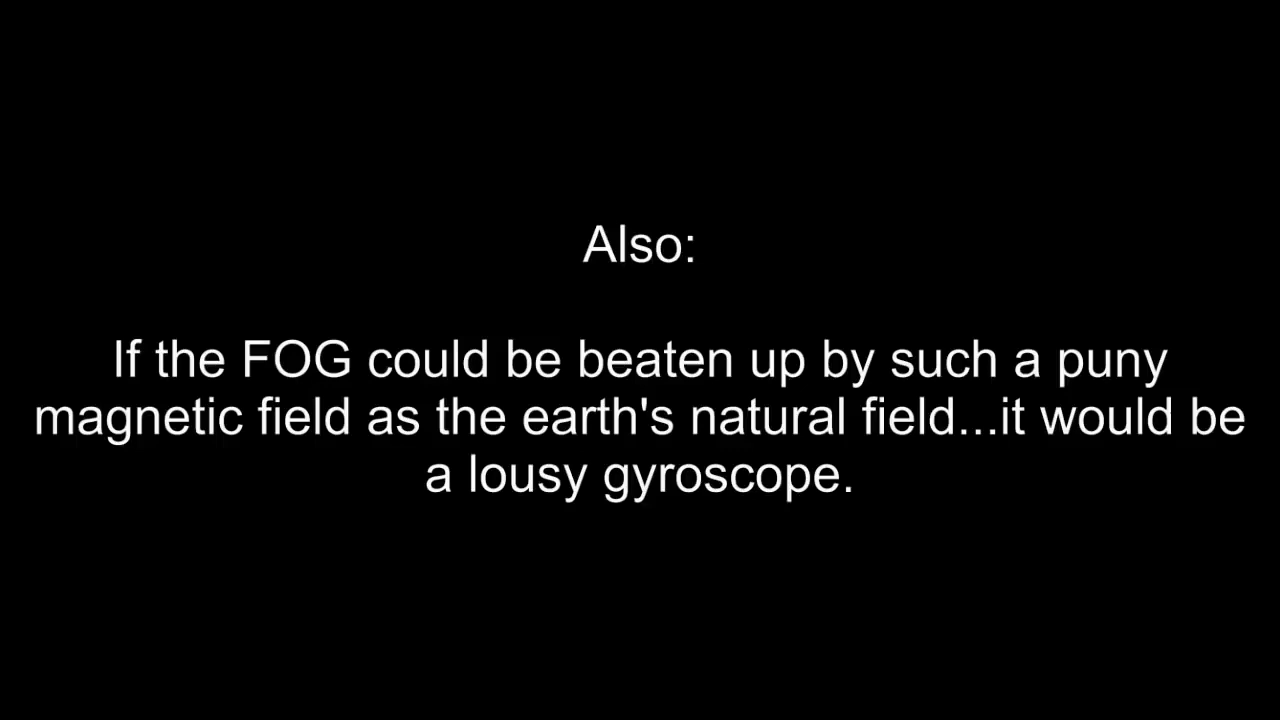 Also:
If the FOG could be beaten up by such a puny
magnetic field as the earth's natural field...it would be
a lousy gyroscope.